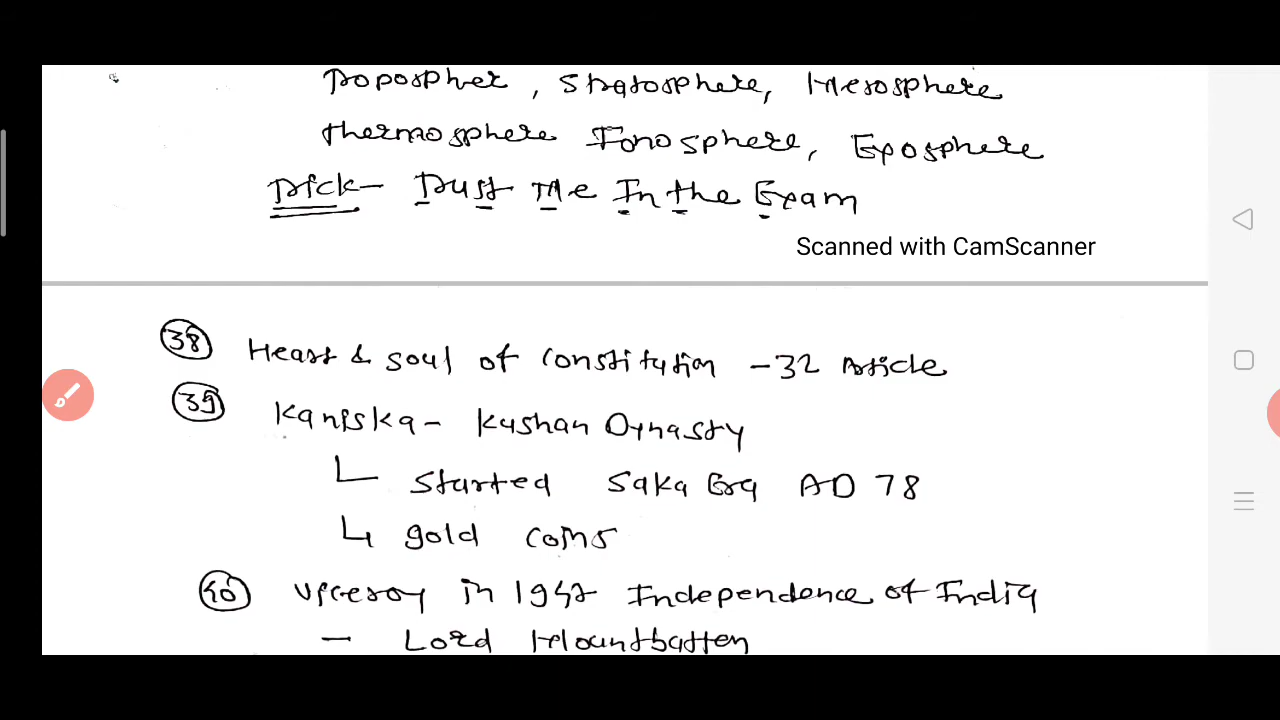 Troposphere, Stratosphere, Mesosphere
thermosphere Ionosphere, Exosphere
Trick- Trust Me In the Exam
Scanned with CamScanner
38 Heart & soul of constitution - 32 Article
39 Kaniska - Kushan Dynasty
Started Saka Era AD 78
gold coins
40 Viceroy in 1947 Independence of India
- Lord Mountbatten